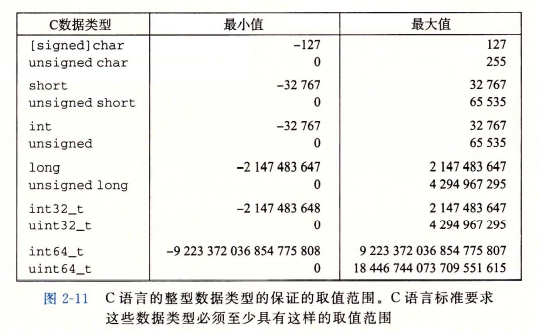 C数据类型 最小值 最大值
[signed]char -127 127
unsigned char 0 255
short -32 767 32 767
unsigned short 0 65 535
int -32 767 32 767
unsigned 0 65 535
long -2 147 483 647 2 147 483 647
unsigned long 0 4 294 967 295
int32_t -2 147 483 648 2 147 483 647
uint32_t 0 4 294 967 295
int64_t -9 223 372 036 854 775 808 9 223 372 036 854 775 807
uint64_t 0 18 446 744 073 709 551 615
图 2-11 C 语言的整型数据类型的保证的取值范围。C 语言标准要求
这些数据类型必须至少具有这样的取值范围